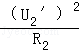 (U₂′)²
R₂